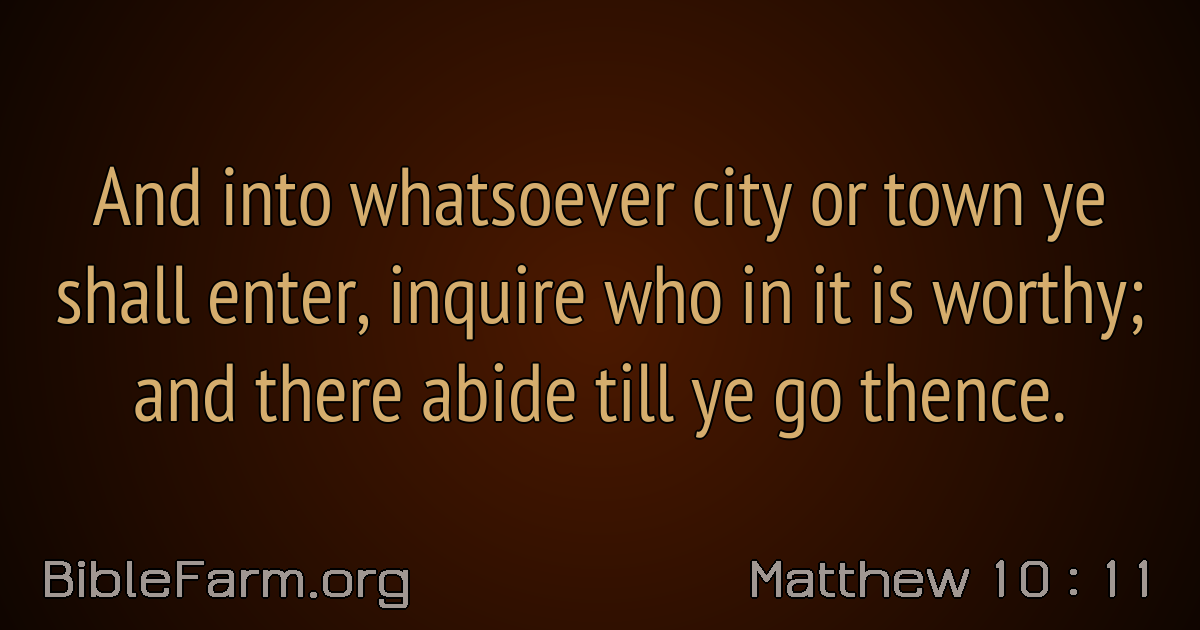 And into whatsoever city or town ye
shall enter, inquire who in it is worthy;
and there abide till ye go thence.
BibleFarm.org
Matthew 10 : 11